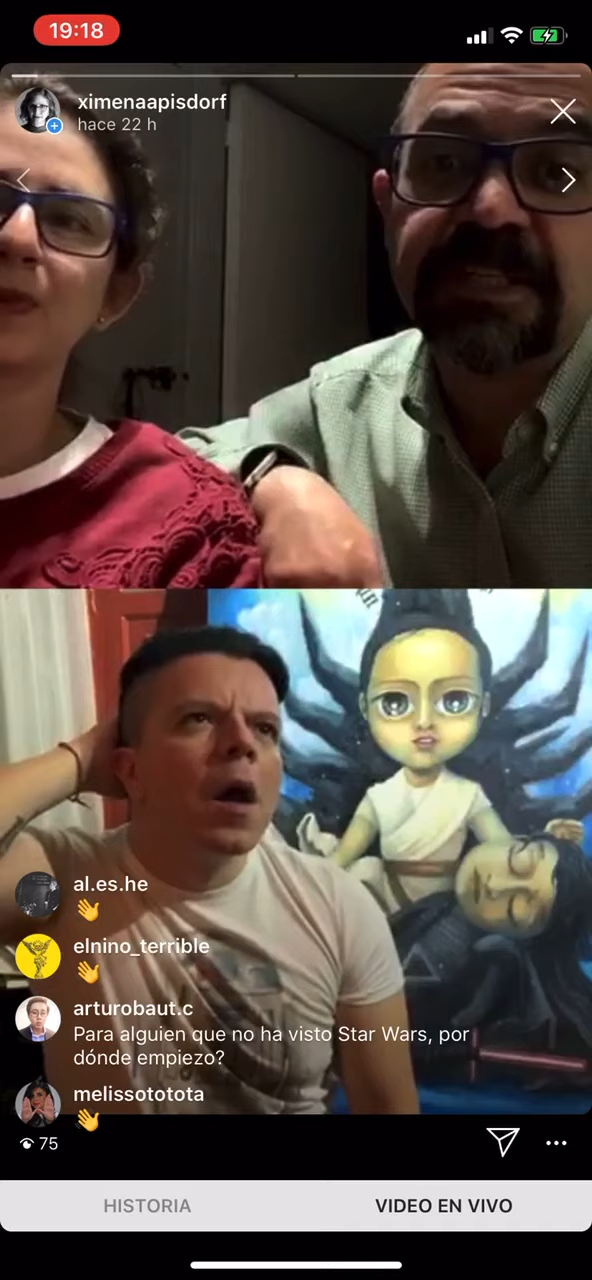 19:18
ximenaapisdorf
hace 22 h
al.es.he
👋
elnino_terrible
👋
arturobaut.c
Para alguien que no ha visto Star Wars, por
dónde empiezo?
melissototota
👋
75
HISTORIA
VIDEO EN VIVO